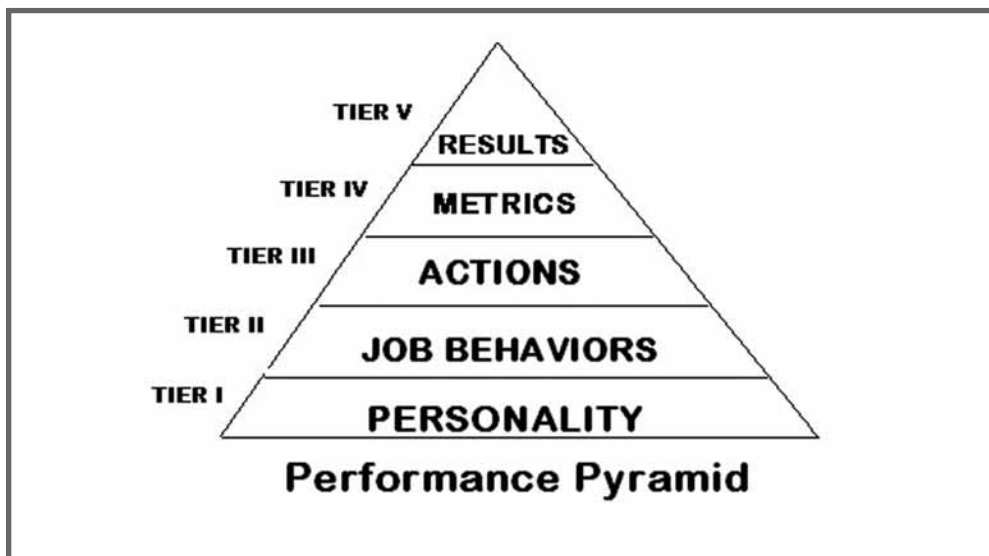 TIER V
RESULTS
TIER IV
METRICS
TIER III
ACTIONS
TIER II
JOB BEHAVIORS
TIER I
PERSONALITY
Performance Pyramid